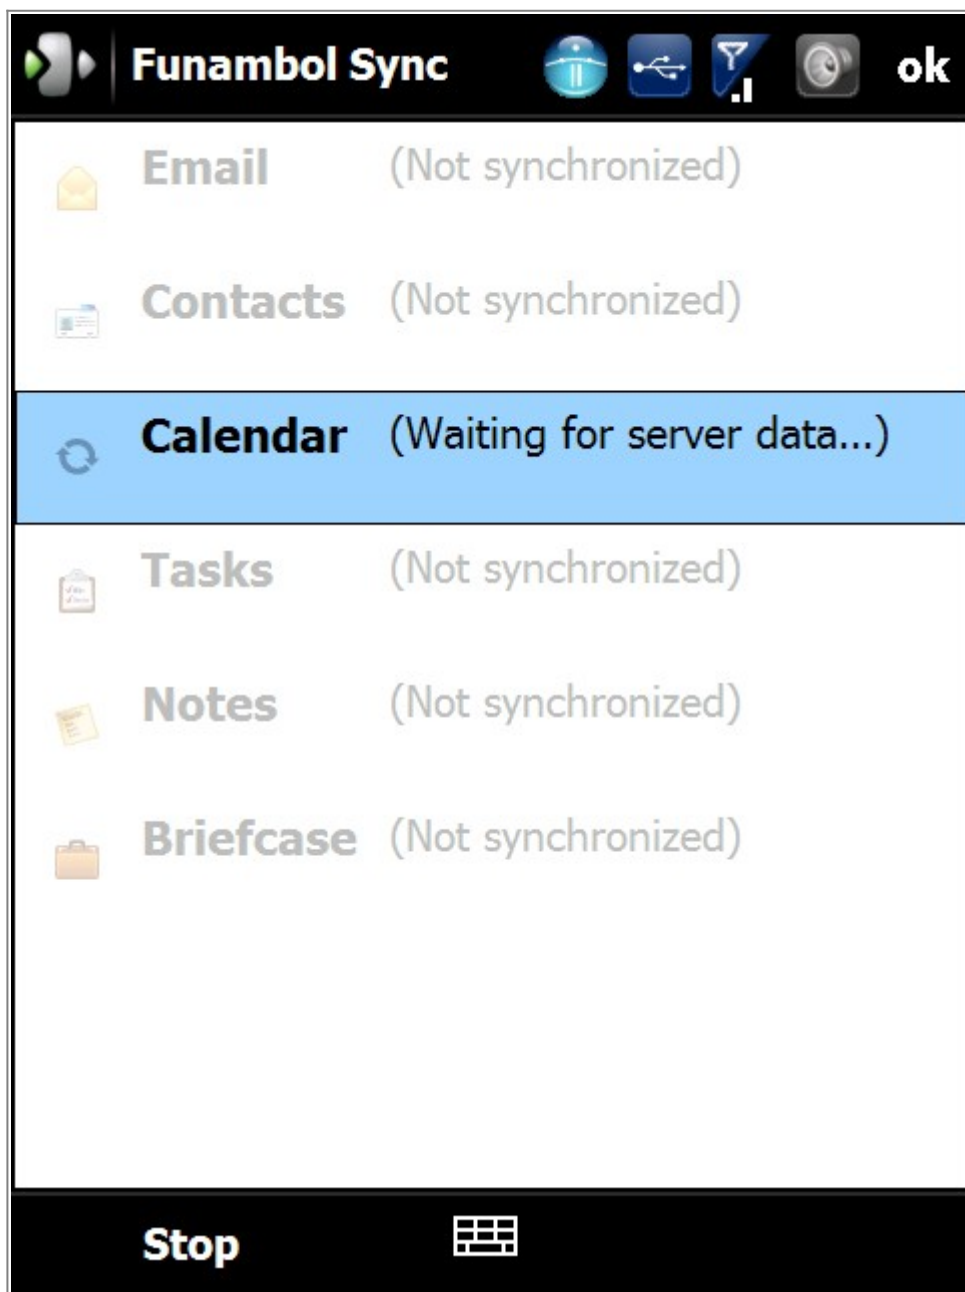 Funambol Sync ok
Email (Not synchronized)
Contacts (Not synchronized)
Calendar (Waiting for server data...)
Tasks (Not synchronized)
Notes (Not synchronized)
Briefcase (Not synchronized)
Stop